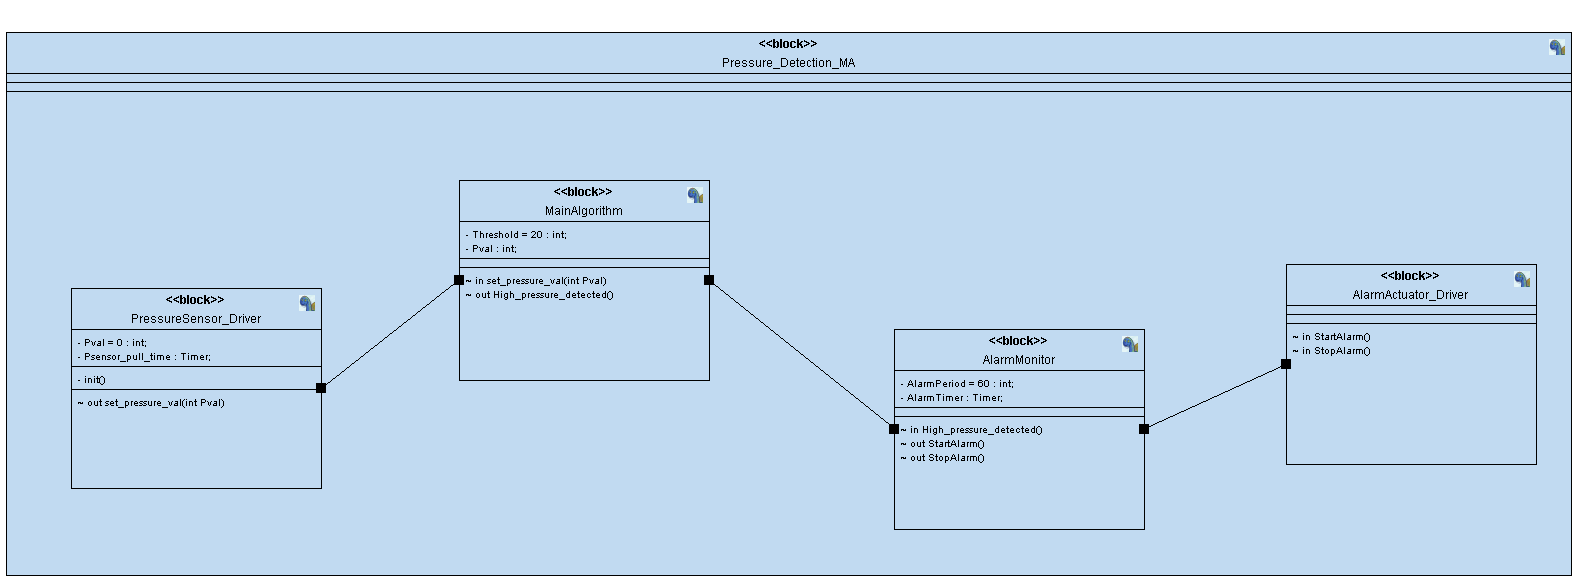 <<block>>
Pressure_Detection_MA
<<block>>
PressureSensor_Driver
- Pval = 0 : int;
- Psensor_pull_time : Timer;
- init()
~ out set_pressure_val(int Pval)
<<block>>
MainAlgorithm
- Threshold = 20 : int;
- Pval : int;
~ in set_pressure_val(int Pval)
~ out High_pressure_detected()
<<block>>
AlarmMonitor
- AlarmPeriod = 60 : int;
- AlarmTimer : Timer;
~ in High_pressure_detected()
~ out StartAlarm()
~ out StopAlarm()
<<block>>
AlarmActuator_Driver
~ in StartAlarm()
~ in StopAlarm()